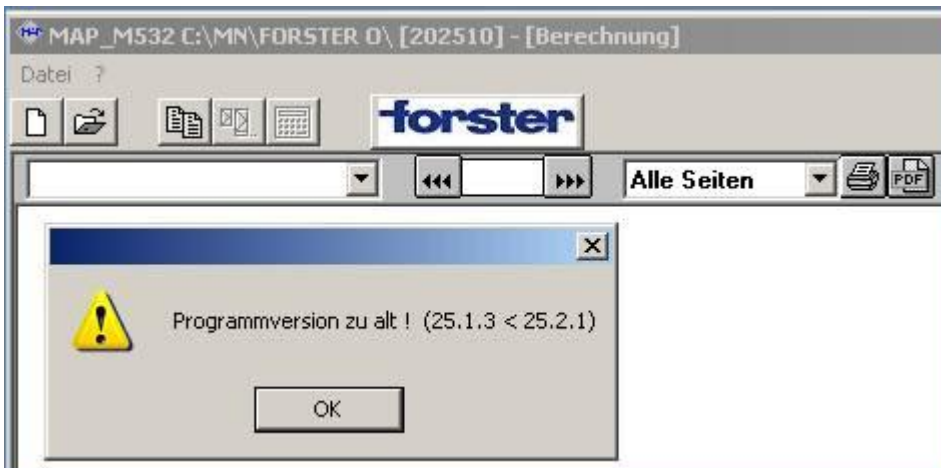 MAP_M532 C:\MN\FORSTER O\ [202510] - [Berechnung]
Datei ?
forster
Alle Seiten
PDF
Programmversion zu alt ! (25.1.3 < 25.2.1)
OK